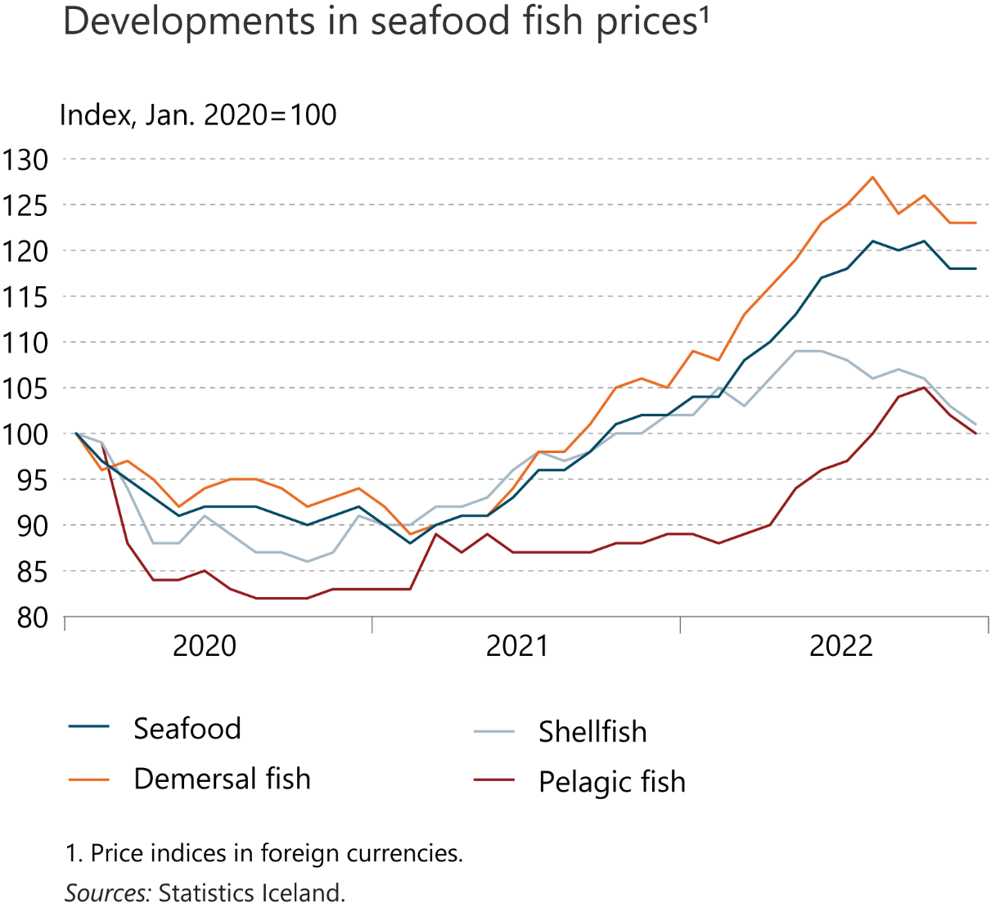 Developments in seafood fish prices¹
Index, Jan. 2020=100
130
125
120
115
110
105
100
95
90
85
80
2020 2021 2022
Seafood
Shellfish
Demersal fish
Pelagic fish
1. Price indices in foreign currencies.
Sources: Statistics Iceland.